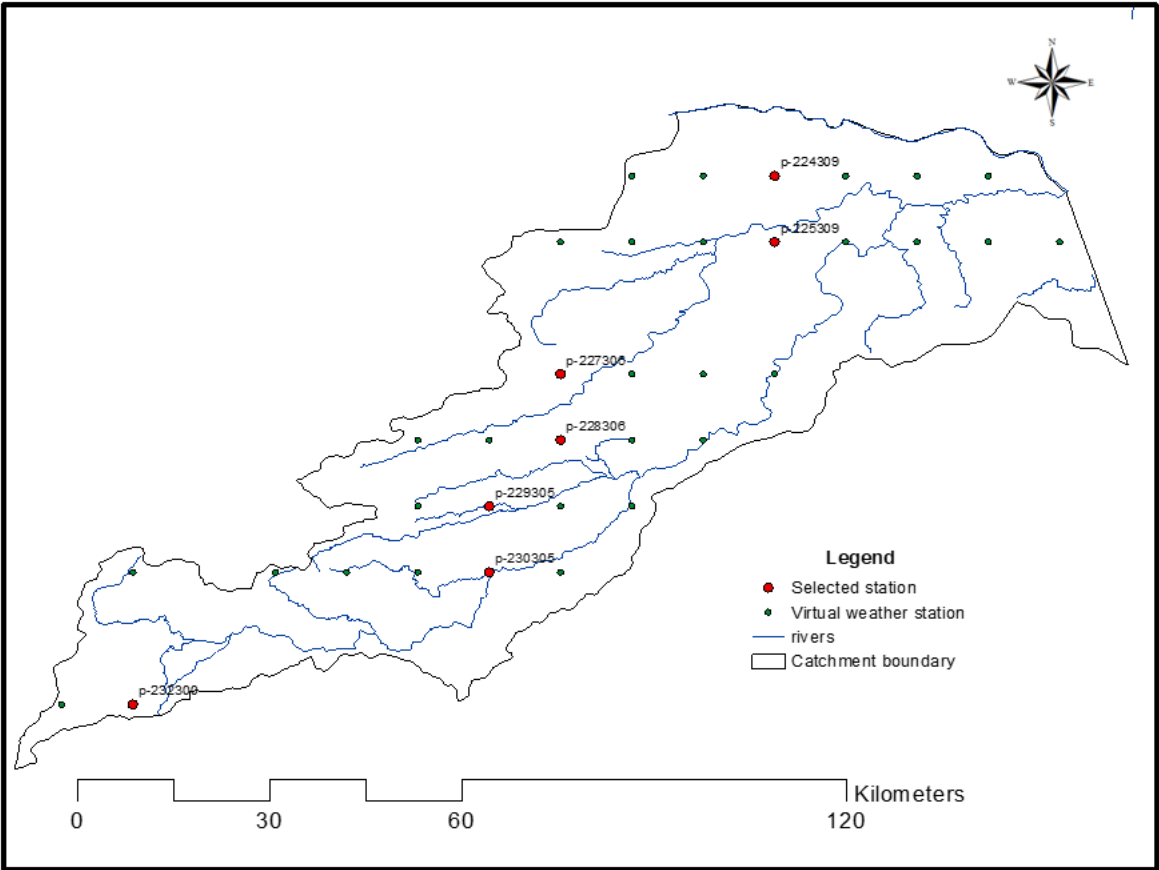 N
W
E
S
p-224309
p-225309
p-227306
p-228306
p-229305
p-230305
p-232300
Legend
Selected station
Virtual weather station
rivers
Catchment boundary
Kilometers
0 30 60 120